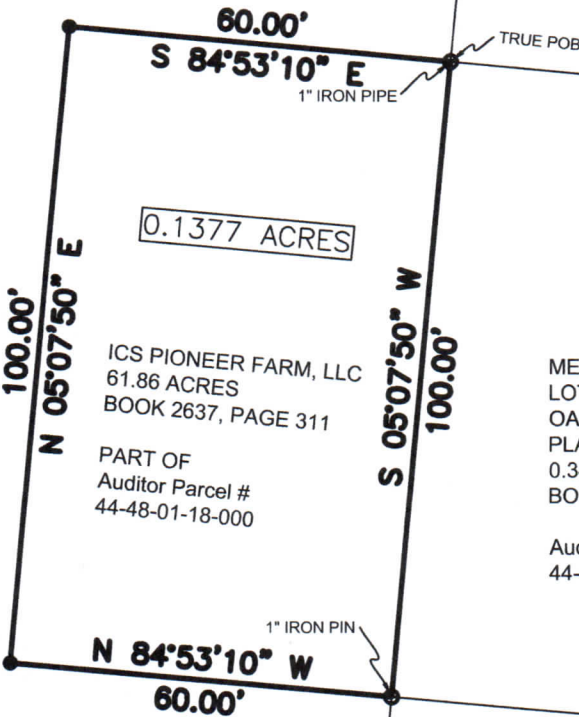 60.00'
S 84°53'10" E
TRUE POB
1" IRON PIPE
0.1377 ACRES
N 05°07'50" E
100.00'
S 05°07'50" W
100.00'
ICS PIONEER FARM, LLC
61.86 ACRES
BOOK 2637, PAGE 311
PART OF
Auditor Parcel #
44-48-01-18-000
1" IRON PIN
N 84°53'10" W
60.00'
ME
LOT
OA
PLA
0.3
BO
Aud
44-